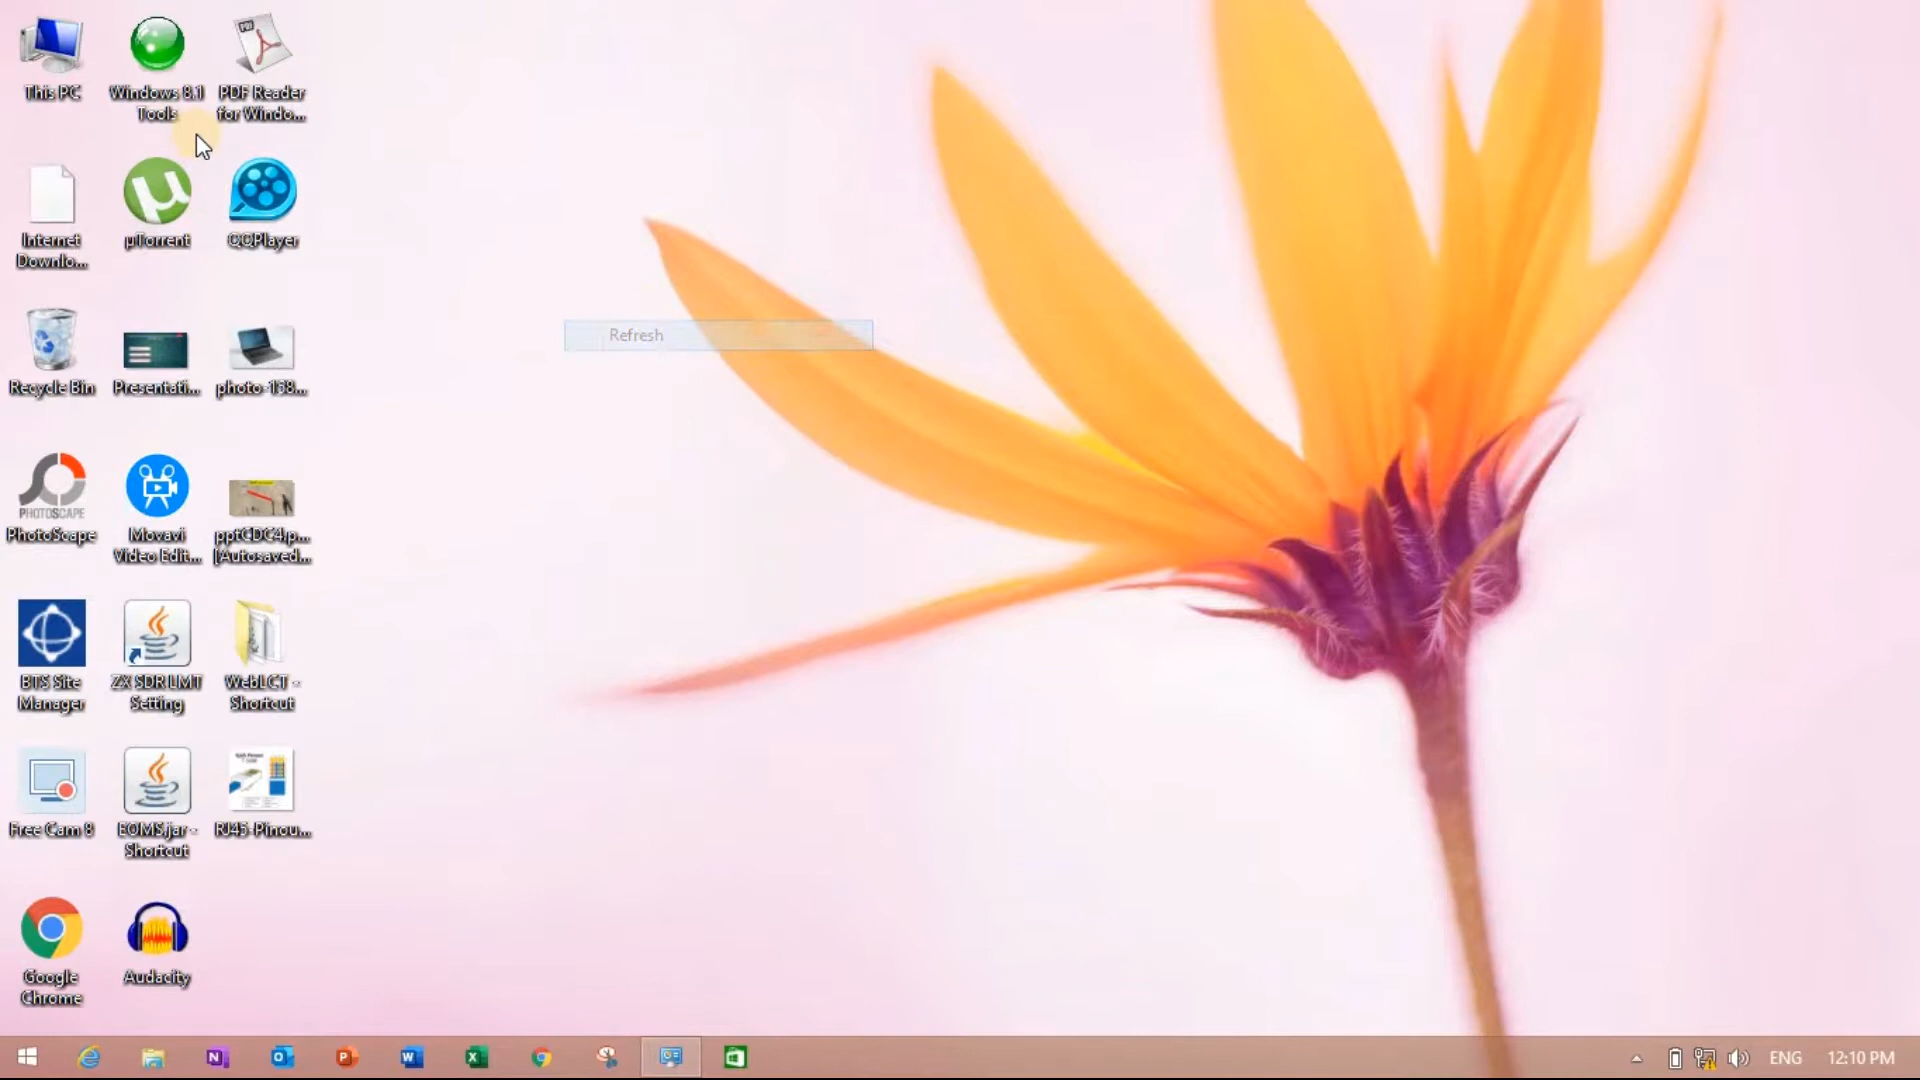 This PC
Windows 8.1
Tools
PDF Reader
for Windo...
Internet
Downlo...
µTorrent
QQPlayer
Refresh
Recycle Bin
Presentati...
photo-158...
PHOTOSCAPE
PhotoScape
Movavi
Video Edit...
pptCDC4.p...
[Autosaved...
BTS Site
Manager
ZX SDR LMT
Setting
WebLCT -
Shortcut
Free Cam 8
EOMS.jar -
Shortcut
RJ45-Pinou...
Google
Chrome
Audacity
ENG
12:10 PM